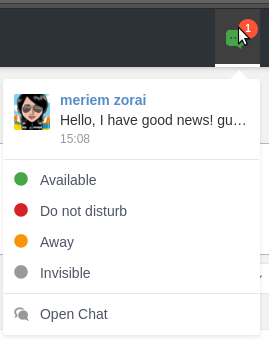 1
meriem zorai
Hello, I have good news! gu…
15:08
Available
Do not disturb
Away
Invisible
Open Chat